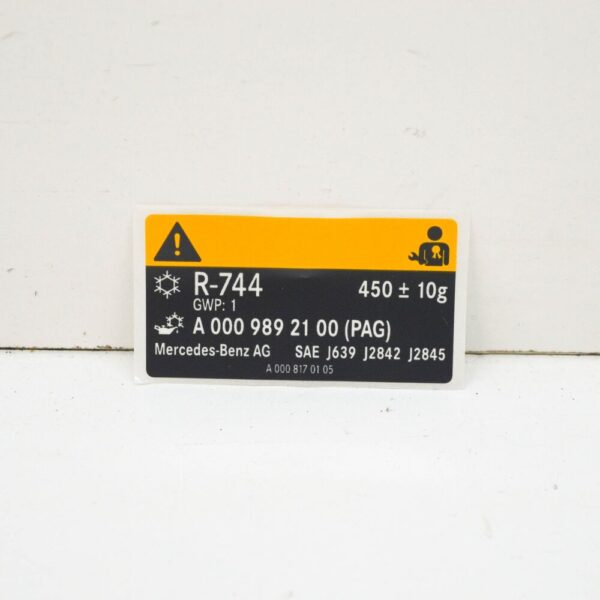 R-744 450 ± 10g
GWP: 1
A 000 989 21 00 (PAG)
Mercedes-Benz AG SAE J639 J2842 J2845
A 000 817 01 05